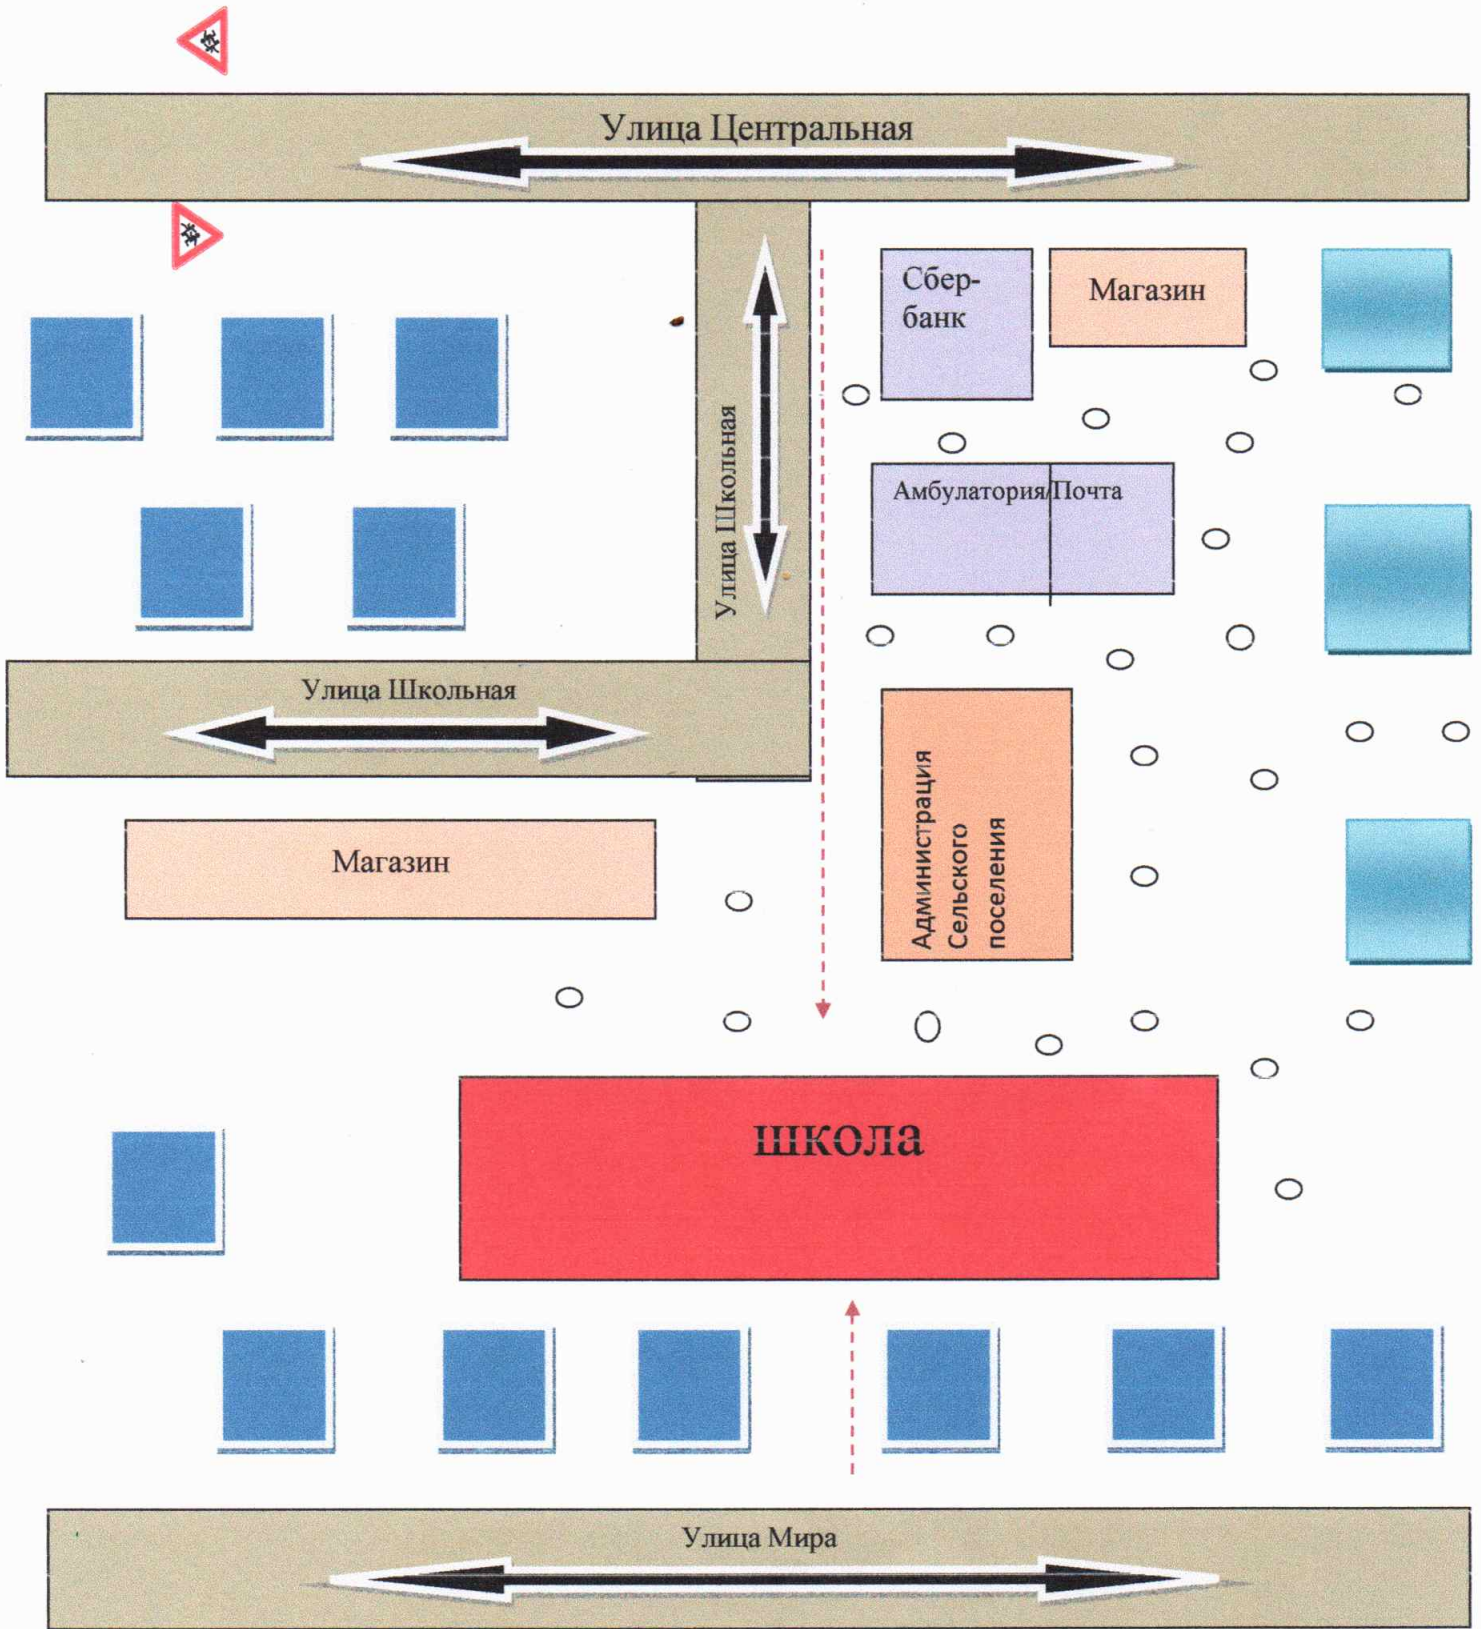 Улица Центральная
Сбер-
банк
Магазин
Улица Школьная
Амбулатория/Почта
Улица Школьная
Администрация
Сельского
поселения
Магазин
школа
Улица Мира